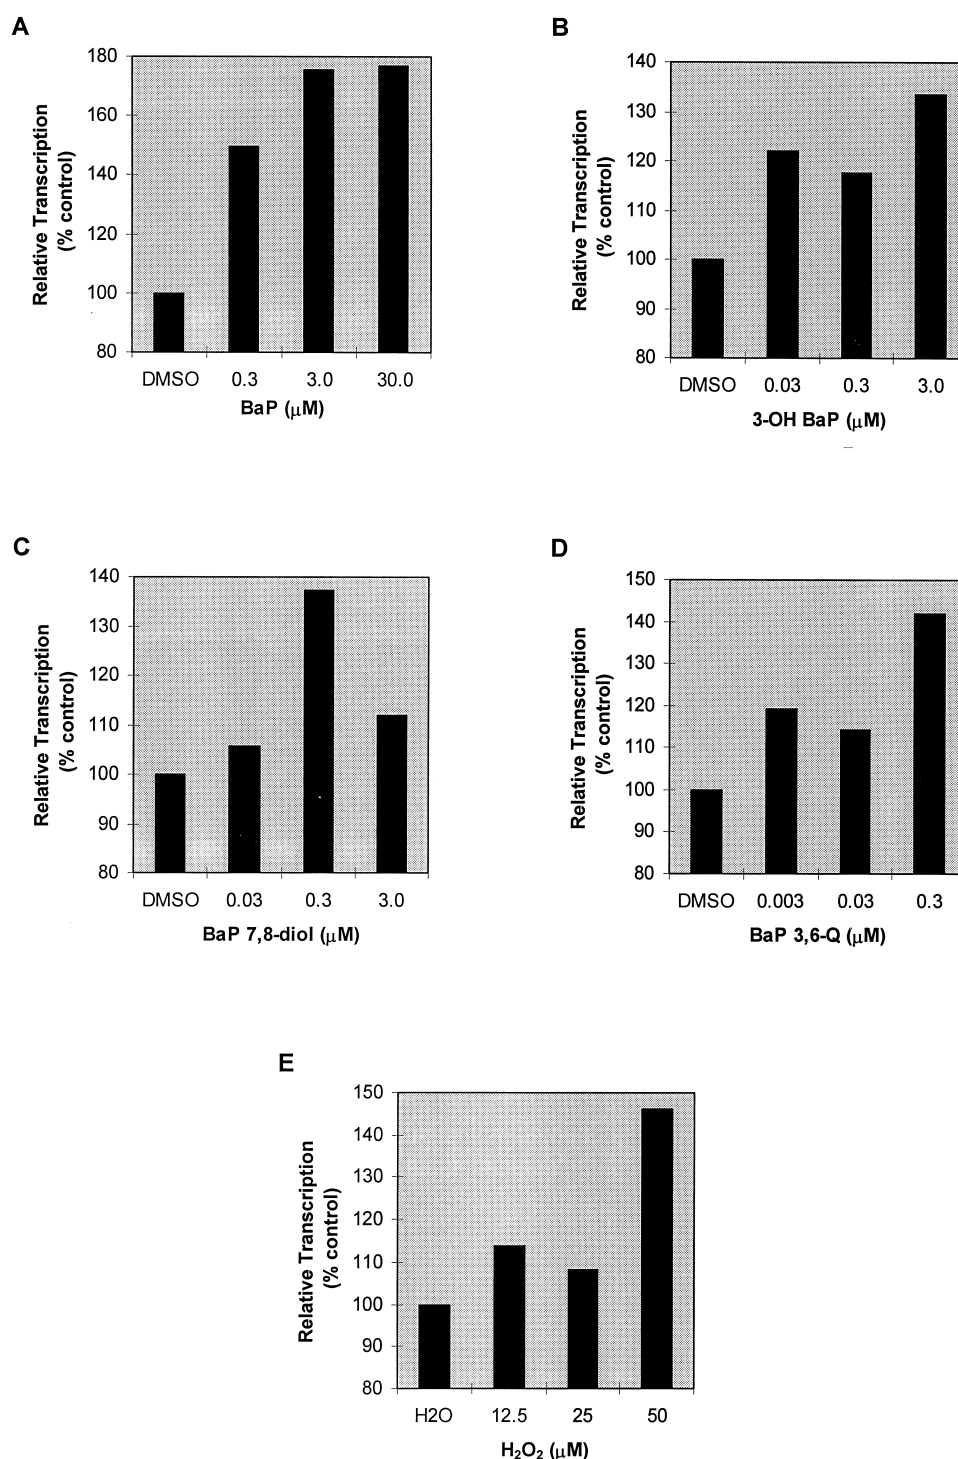 A
Relative Transcription
(% control)
180
160
140
120
100
80
DMSO 0.3 3.0 30.0
BaP (μM)
B
Relative Transcription
(% control)
140
130
120
110
100
90
80
DMSO 0.03 0.3 3.0
3-OH BaP (μM)
C
Relative Transcription
(% control)
140
130
120
110
100
90
80
DMSO 0.03 0.3 3.0
BaP 7,8-diol (μM)
D
Relative Transcription
(% control)
150
140
130
120
110
100
90
80
DMSO 0.003 0.03 0.3
BaP 3,6-Q (μM)
E
Relative Transcription
(% control)
150
140
130
120
110
100
90
80
H2O 12.5 25 50
H₂O₂ (μM)